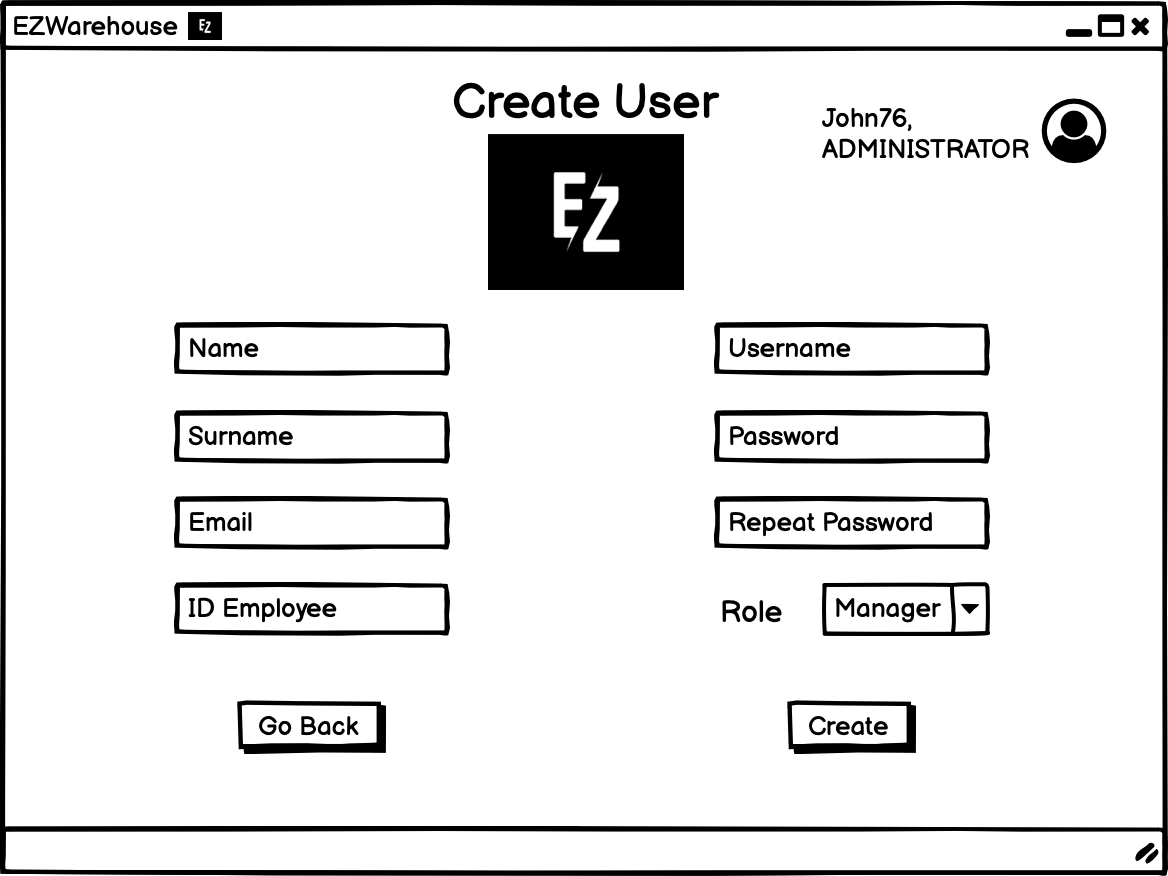 EZWarehouse EZ
Create User
John76,
ADMINISTRATOR
EZ
Name
Username
Surname
Password
Email
Repeat Password
ID Employee
Role Manager
Go Back
Create